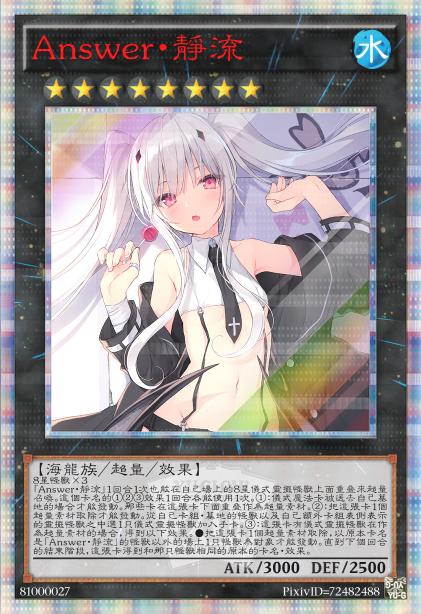 Answer•靜流
水
【海龍族/超量/效果】
8星怪獸×3
「Answer•靜流」1回合1次也能在自己場上的8星儀式靈擺怪獸上面重疊來超量
召喚。這個卡名的①②③效果1回合各能使用1次。①:儀式魔法卡被送去自己墓
地的場合才能發動。那些卡在這張卡下面重疊作為超量素材。②:把這張卡1個
超量素材取除才能發動。從自己卡組•墓地的怪獸以及自己額外卡組表側表示
的靈擺怪獸之中選1只儀式靈擺怪獸加入手卡。③:這張卡有儀式靈擺怪獸在作
為超量素材的場合,得到以下效果。●把這張卡1個超量素材取除,以原本卡名
是「Answer•靜流」的怪獸以外的場上1只怪獸為對象才能發動。直到下個回合
的結束階段,這張卡得到和那只怪獸相同的原本的卡名•效果。
ATK/3000 DEF/2500
81000027
PixivID=72482488